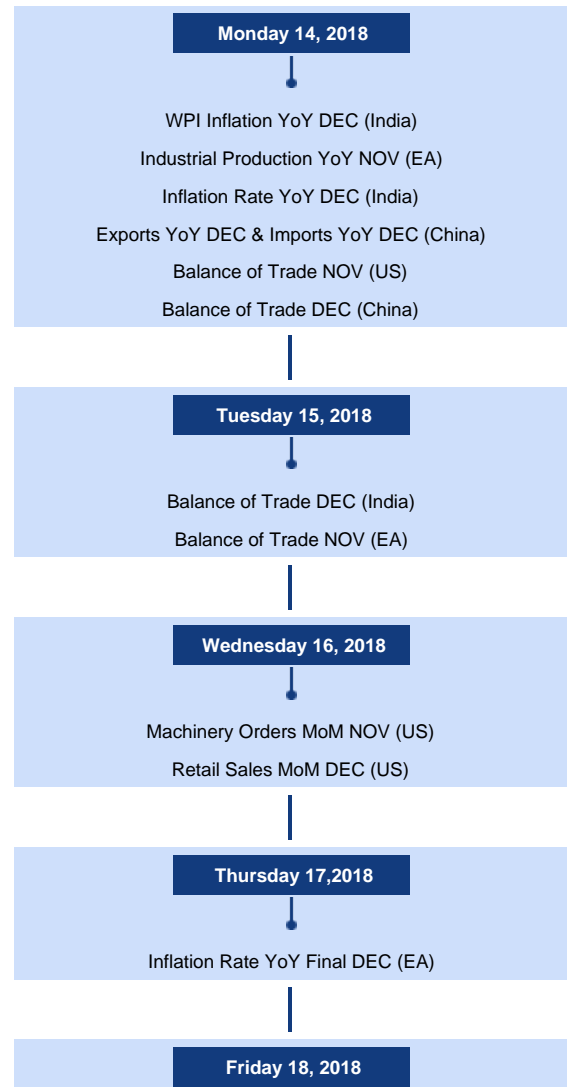 Monday 14, 2018
WPI Inflation YoY DEC (India)
Industrial Production YoY NOV (EA)
Inflation Rate YoY DEC (India)
Exports YoY DEC & Imports YoY DEC (China)
Balance of Trade NOV (US)
Balance of Trade DEC (China)
Tuesday 15, 2018
Balance of Trade DEC (India)
Balance of Trade NOV (EA)
Wednesday 16, 2018
Machinery Orders MoM NOV (US)
Retail Sales MoM DEC (US)
Thursday 17,2018
Inflation Rate YoY Final DEC (EA)
Friday 18, 2018